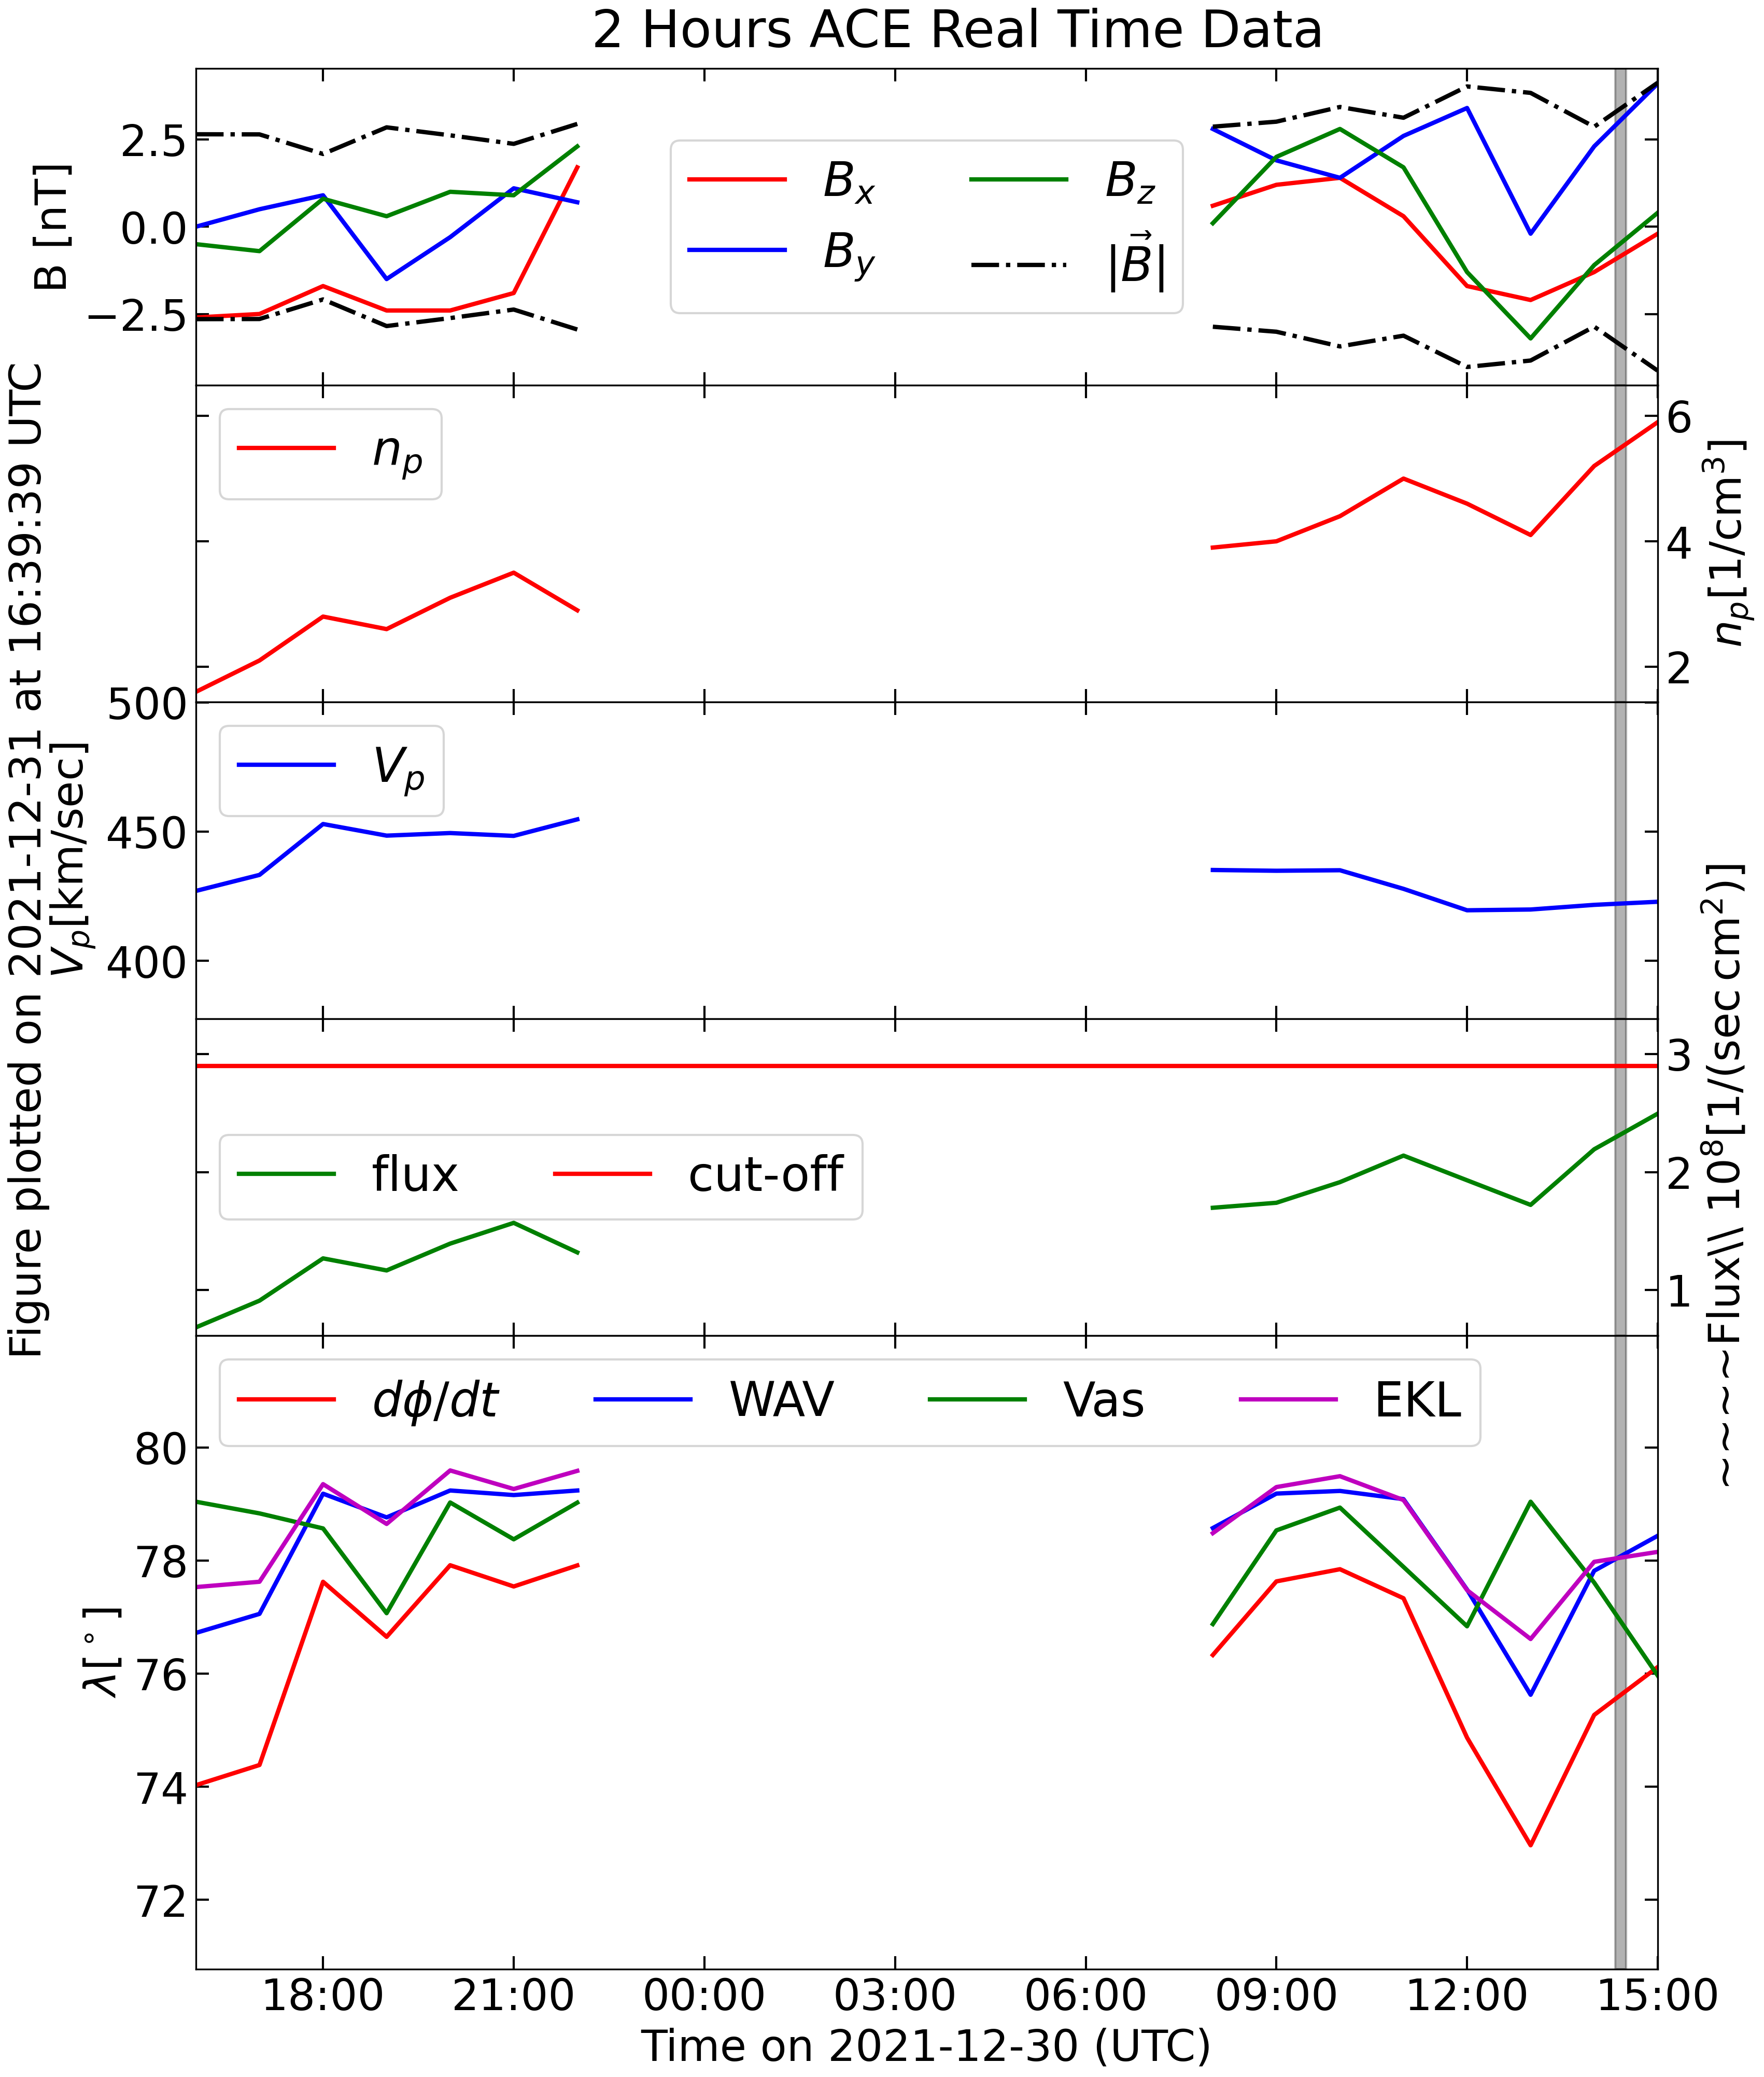 2 Hours ACE Real Time Data
B [nT]
2.5
0.0
−2.5
B_x
B_y
B_z
|B⃗|
Figure plotted on 2021-12-31 at 16:39:39 UTC
n_p
6
4
2
n_p[1/cm³]
500
450
400
V_p[km/sec]
V_p
3
2
1
~~~~~Flux\\ 10⁸[1/(sec cm²)]
flux
cut-off
dϕ/dt
WAV
Vas
EKL
80
78
76
74
72
λ[°]
18:00 21:00 00:00 03:00 06:00 09:00 12:00 15:00
Time on 2021-12-30 (UTC)